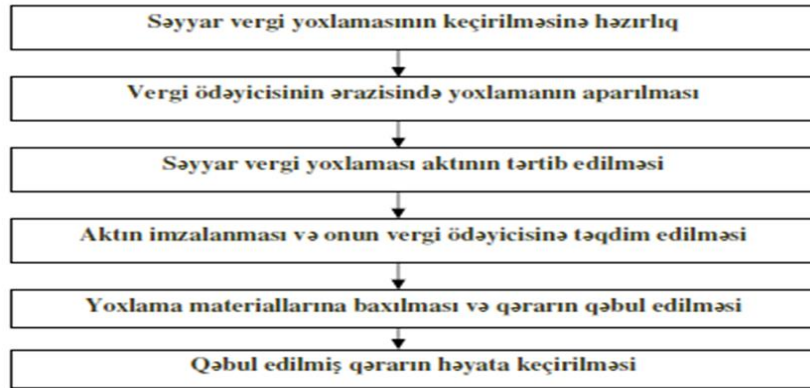 Səyyar vergi yoxlamasının keçirilməsinə həzırlıq
Vergi ödəyicisinin ərazisində yoxlamanın aparılması
Səyyar vergi yoxlaması aktının tərtib edilməsi
Aktın imzalanması və onun vergi ödəyicisinə təqdim edilməsi
Yoxlama materiallarına baxılması və qərarın qəbul edilməsi
Qəbul edilmiş qərarın həyata keçirilməsi